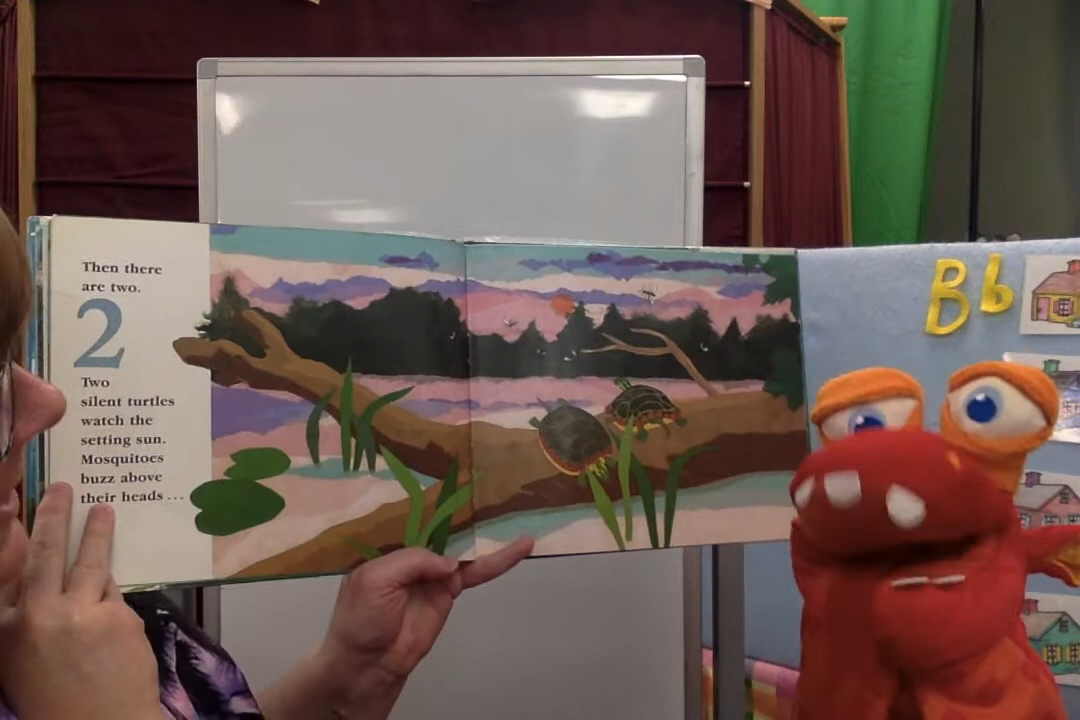 Then there
are two.
2
Two
silent turtles
watch the
setting sun.
Mosquitoes
buzz above
their heads...
Bb